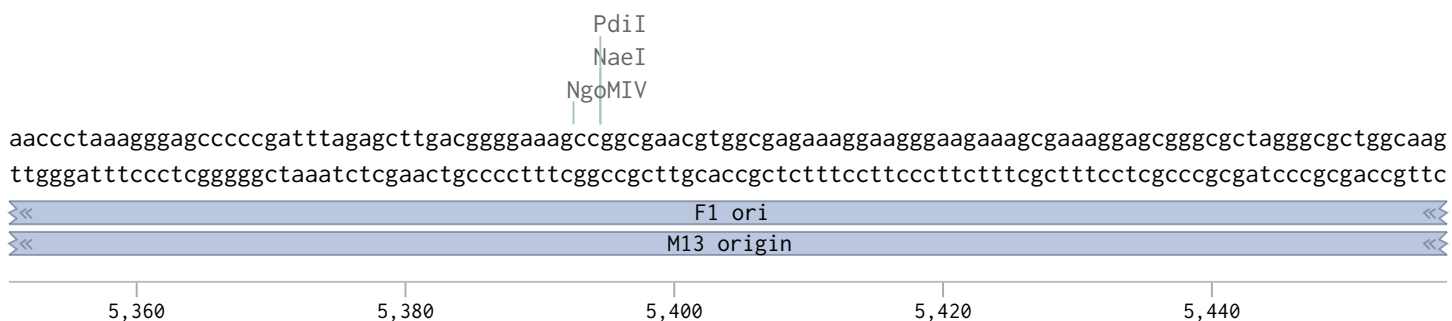 PdiI
NaeI
NgoMIV
aaccctaaagggagcccccgatttagagcttgacggggaaagccggcgaacgtggcgagaaaggaagggaagaaagcgaaaggagcgggcgctagggcgctggcaag
ttgggatttccctcgggggctaaatctcgaactgcccctttcggccgcttgcaccgctctttccttcccttctttcgctttcctcgcccgcgatcccgcgaccgttc
F1 ori
M13 origin
5,360 5,380 5,400 5,420 5,440